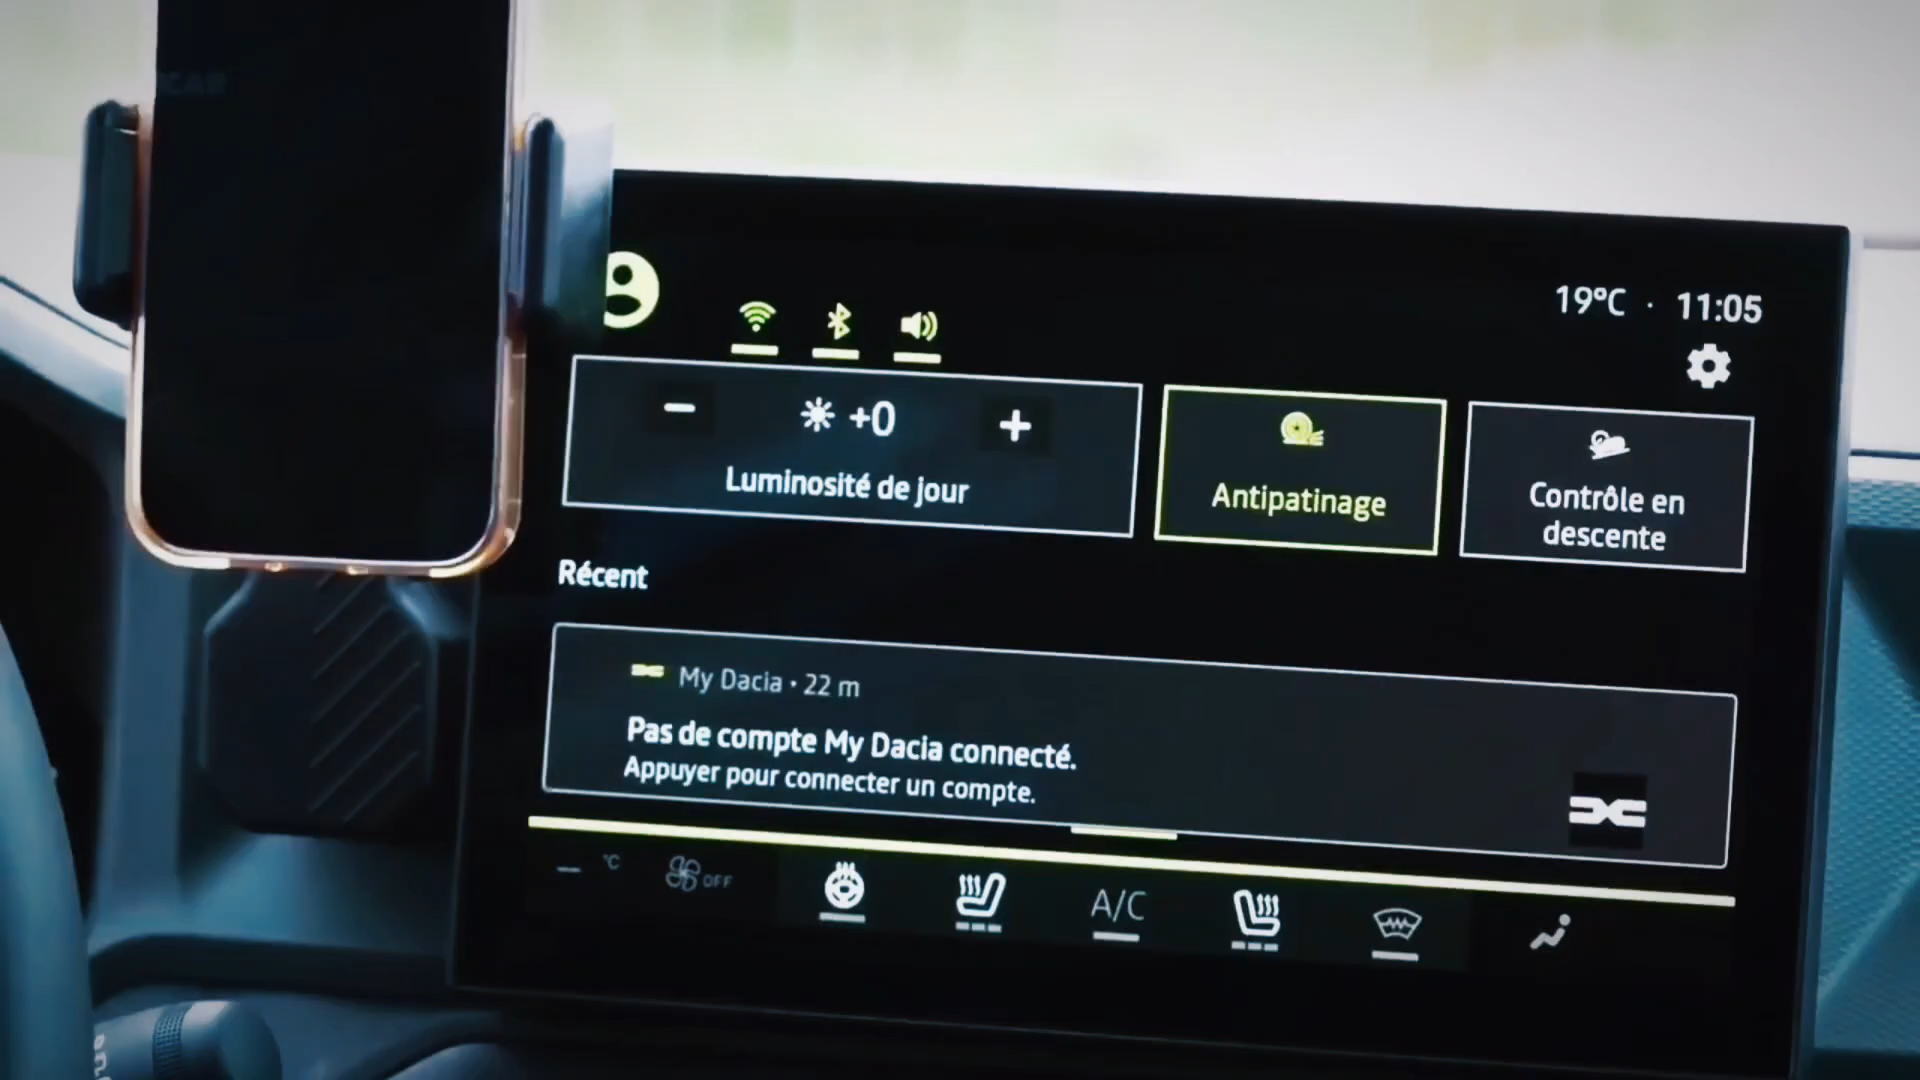 19°C · 11:05
+0
Luminosité de jour
Antipatinage
Contrôle en
descente
Récent
My Dacia • 22 m
Pas de compte My Dacia connecté.
Appuyer pour connecter un compte.
°C
OFF
A/C